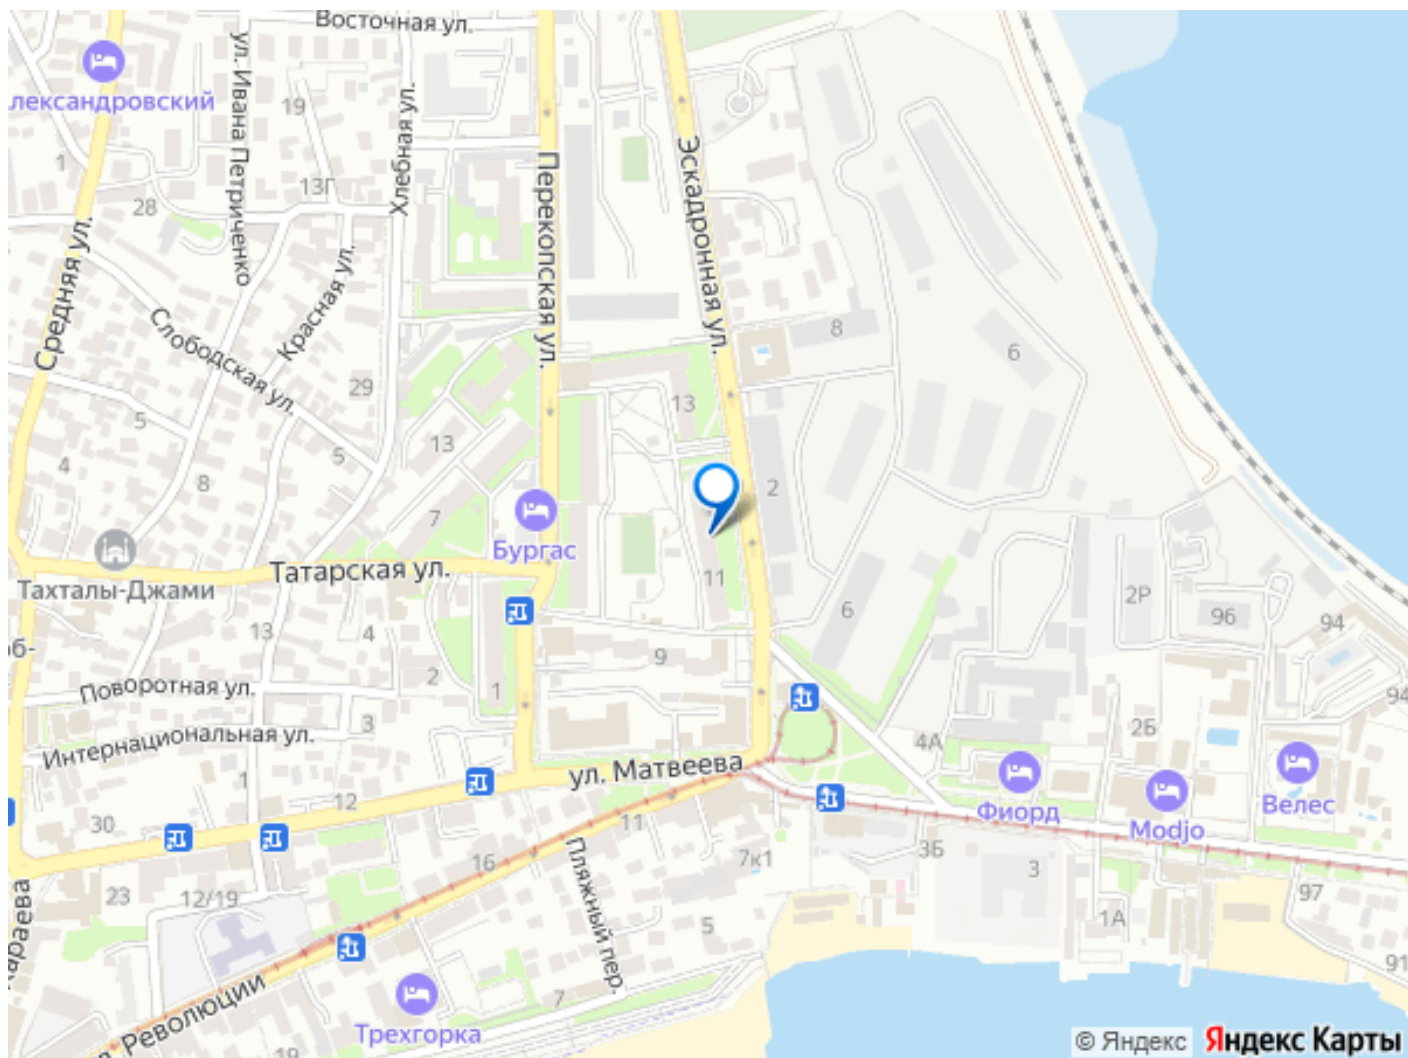 Восточная ул.
лександровский
ул. Ивана Петриченко
19
Хлебная ул.
1
13Г
28
Перекопская ул.
Эскадронная ул.
Средняя ул.
Красная ул.
Слободская ул.
8
6
29
13
5
13
4
5
8
2
7
Бургас
Тахталы-Джами
Татарская ул.
11
6
2Р
96
94
13
4
об-
9
2
Поворотная ул.
1
94
3
2Б
Интернациональная ул.
4А
ул. Матвеева
1
12
Фиорд
Modjo
Велес
30
11
16
7к1
3Б
3
Пляжный пер.
23
12/19
97
1А
5
Караева
91
7
Революции
Трехгорка
19
© Яндекс
Яндекс Карты